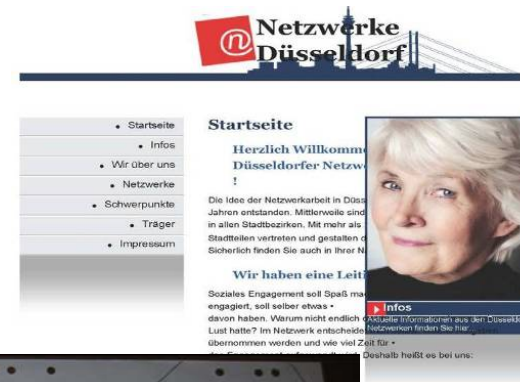 @ Netzwerke
Düsseldorf
• Startseite
• Infos
• Wir über uns
• Netzwerke
• Schwerpunkte
• Träger
• Impressum
Startseite
Herzlich Willkomm
Düsseldorfer Netzw
!
Die Idee der Netzwerkarbeit in Düss
Jahren entstanden. Mittlerweile sind
in allen Stadtbezirken. Mit mehr als
Stadtteilen vertreten und gestalten
Sicherlich finden Sie auch in Ihrer N
Wir haben eine Leiti
Soziales Engagement soll Spaß ma
engagiert, soll selber etwas •
davon haben. Warum nicht endlich
Lust hatte? Im Netzwerk entscheide
übernommen werden und wie viel Zeit für •
Deshalb heißt es bei uns:
Infos
Aktuelle Informationen aus den Düsseld
Netzwerken finden Sie hier